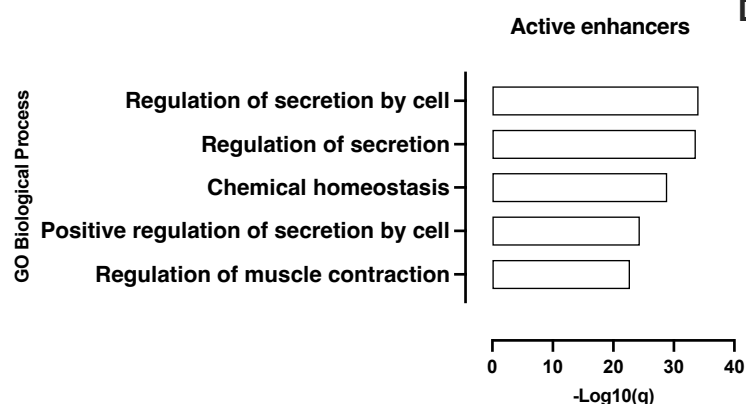 Active enhancers
D
GO Biological Process
Regulation of secretion by cell
Regulation of secretion
Chemical homeostasis
Positive regulation of secretion by cell
Regulation of muscle contraction
0 10 20 30 40
-Log10(q)